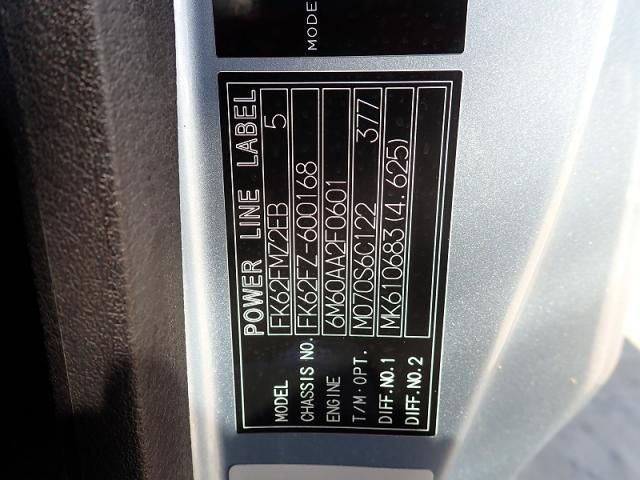 MODE
POWER LINE LABEL
MODEL FK62FMZ2EB 5
CHASSIS NO. FK62FZ-600168
ENGINE 6M60AA2F0601
T/M·OPT. M070S6C122 377
DIFF.NO.1 MK610683(4.625)
DIFF.NO.2